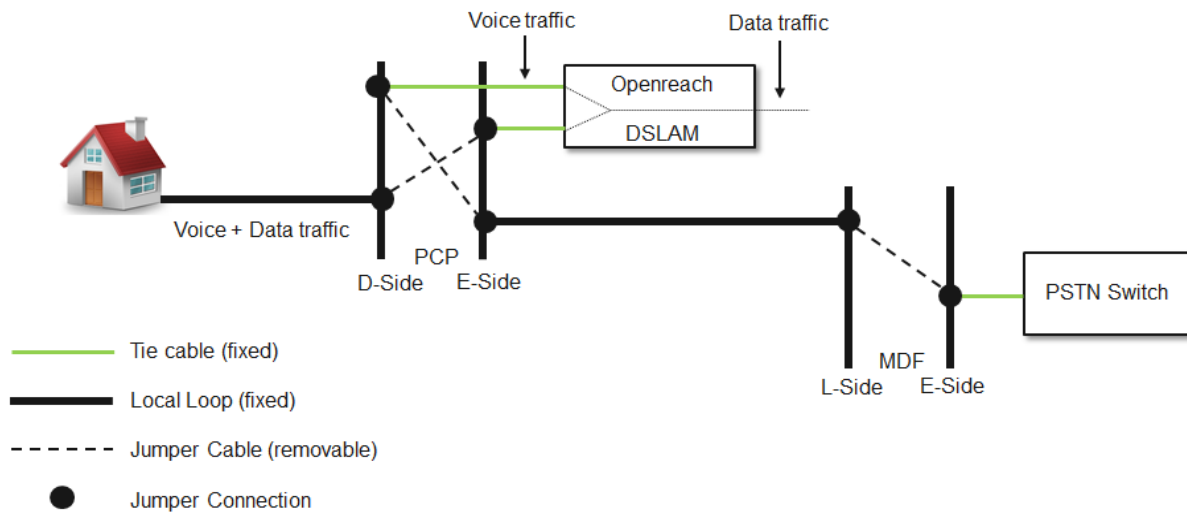 Voice traffic
Data traffic
Openreach
DSLAM
Voice + Data traffic
PCP
D-Side
E-Side
PSTN Switch
MDF
L-Side
E-Side
Tie cable (fixed)
Local Loop (fixed)
Jumper Cable (removable)
Jumper Connection